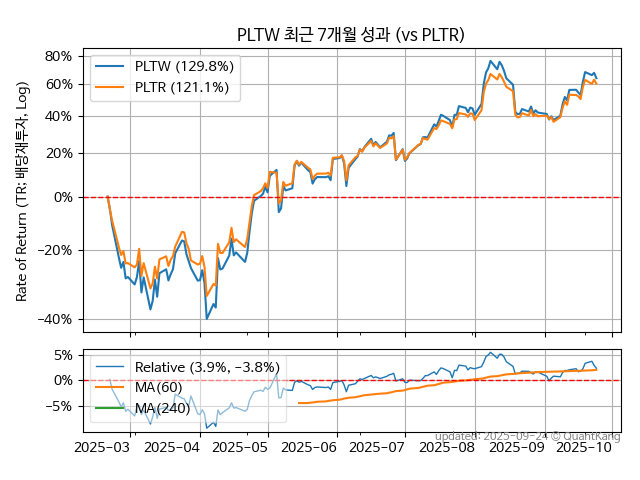 PLTW 최근 7개월 성과 (vs PLTR)
Rate of Return (TR: 배당재투자, Log)
80%
60%
40%
20%
0%
−20%
−40%
PLTW (129.8%)
PLTR (121.1%)
5%
0%
−5%
Relative (3.9%, −3.8%)
MA(60)
MA(240)
updated: 2025-09-24 © QuantKang
2025-03 2025-04 2025-05 2025-06 2025-07 2025-08 2025-09 2025-10